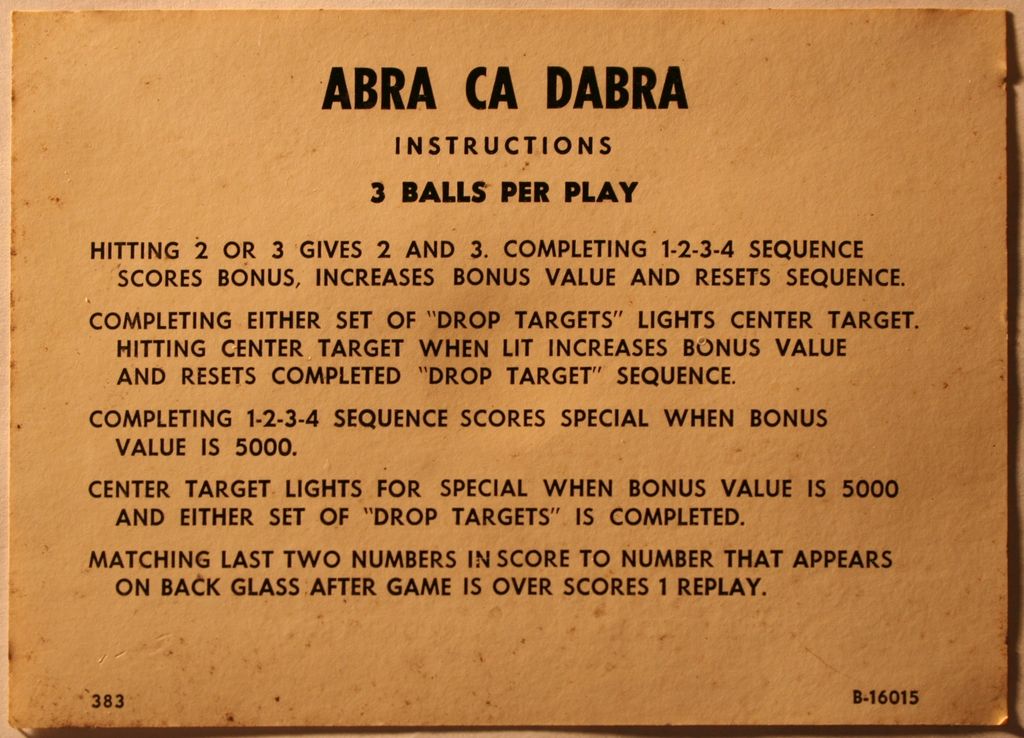 ABRA CA DABRA
INSTRUCTIONS
3 BALLS PER PLAY
HITTING 2 OR 3 GIVES 2 AND 3. COMPLETING 1-2-3-4 SEQUENCE
SCORES BONUS, INCREASES BONUS VALUE AND RESETS SEQUENCE.
COMPLETING EITHER SET OF "DROP TARGETS" LIGHTS CENTER TARGET.
HITTING CENTER TARGET WHEN LIT INCREASES BONUS VALUE
AND RESETS COMPLETED "DROP TARGET" SEQUENCE.
COMPLETING 1-2-3-4 SEQUENCE SCORES SPECIAL WHEN BONUS
VALUE IS 5000.
CENTER TARGET LIGHTS FOR SPECIAL WHEN BONUS VALUE IS 5000
AND EITHER SET OF "DROP TARGETS" IS COMPLETED.
MATCHING LAST TWO NUMBERS IN SCORE TO NUMBER THAT APPEARS
ON BACK GLASS AFTER GAME IS OVER SCORES 1 REPLAY.
383
B-16015